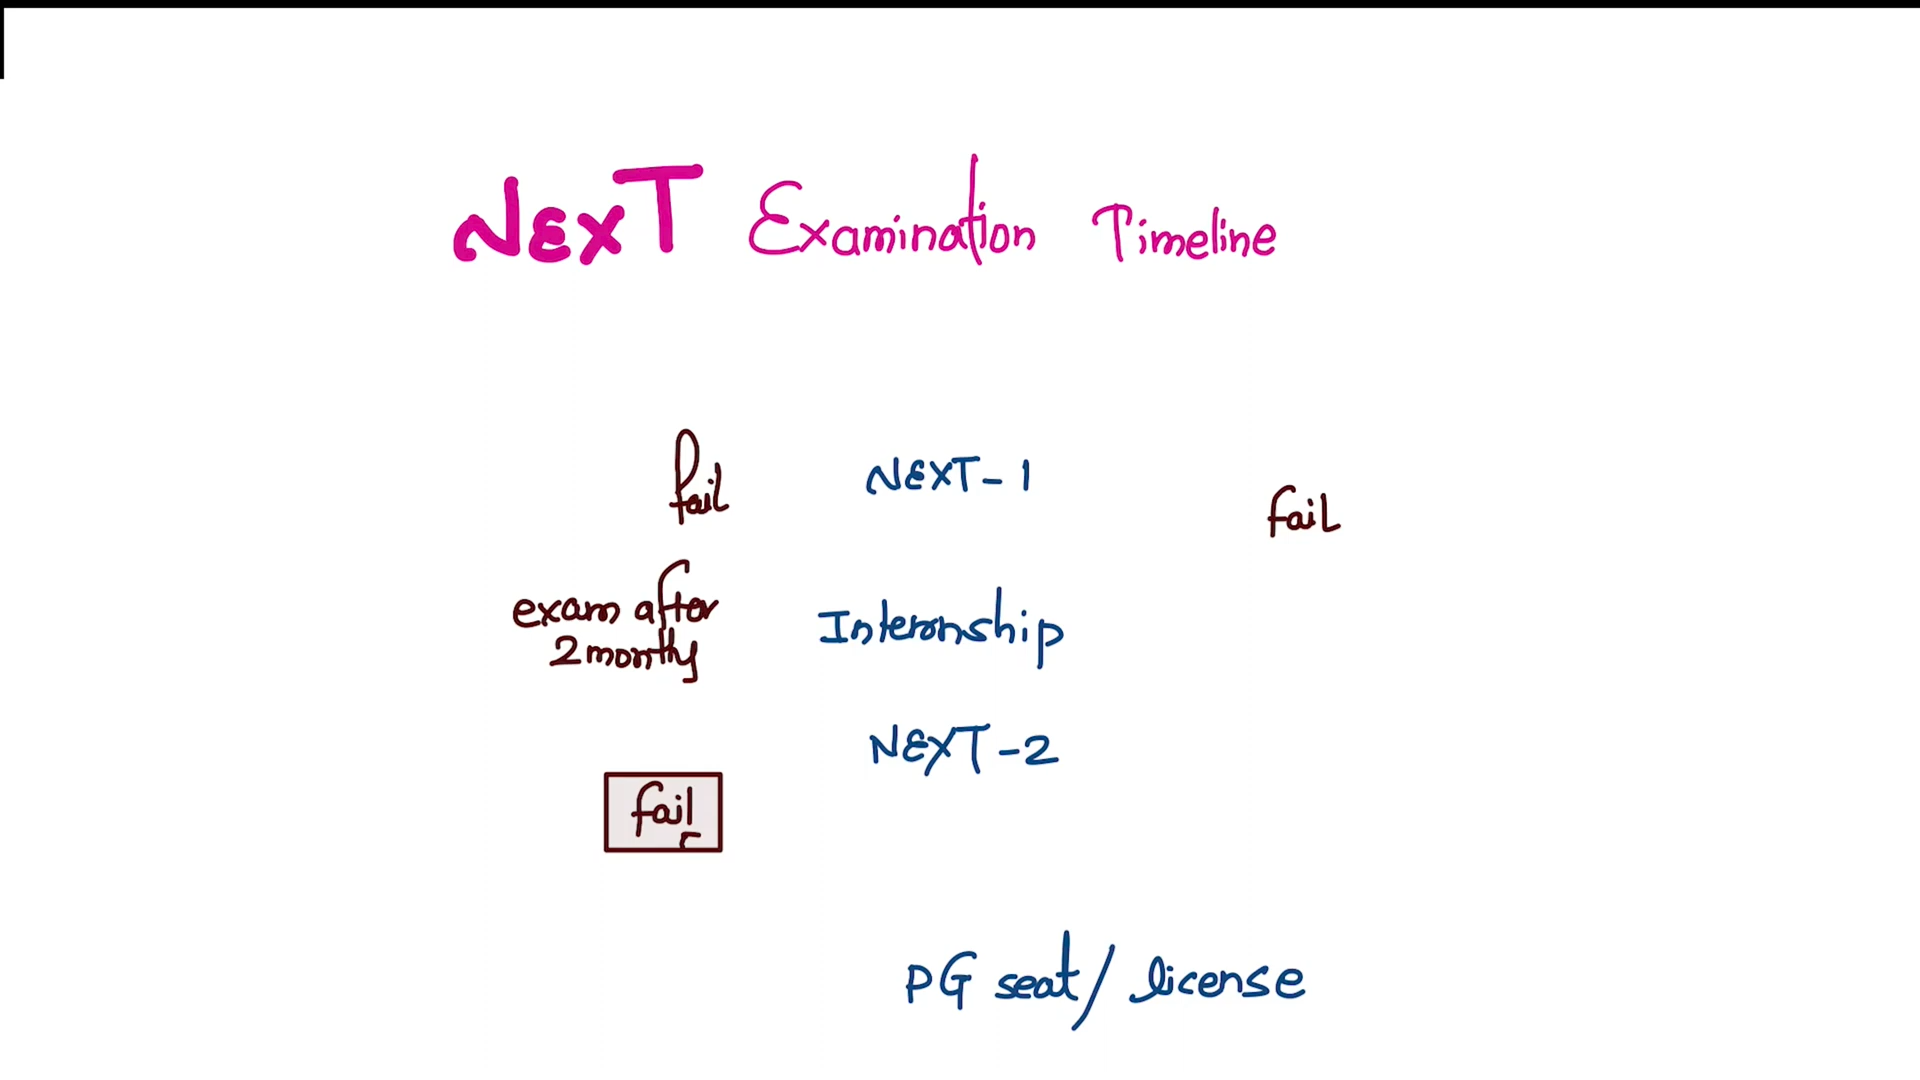 NExT Examination Timeline
fail
NEXT-1
fail
exam after
2 months
Internship
NEXT-2
fail
PG seat/ license